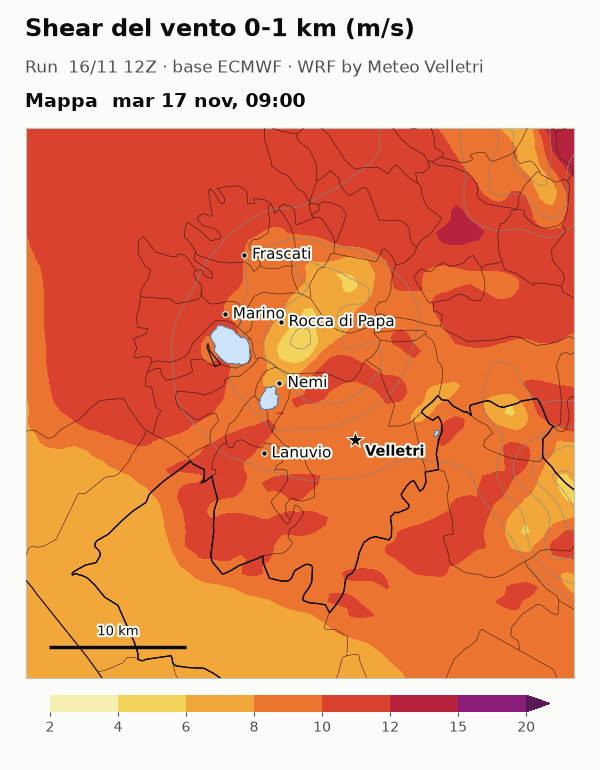 Shear del vento 0-1 km (m/s)
Run 16/11 12Z · base ECMWF · WRF by Meteo Velletri
Mappa mar 17 nov, 09:00
Frascati
Marino
Rocca di Papa
Nemi
Velletri
Lanuvio
10 km
2 4 6 8 10 12 15 20